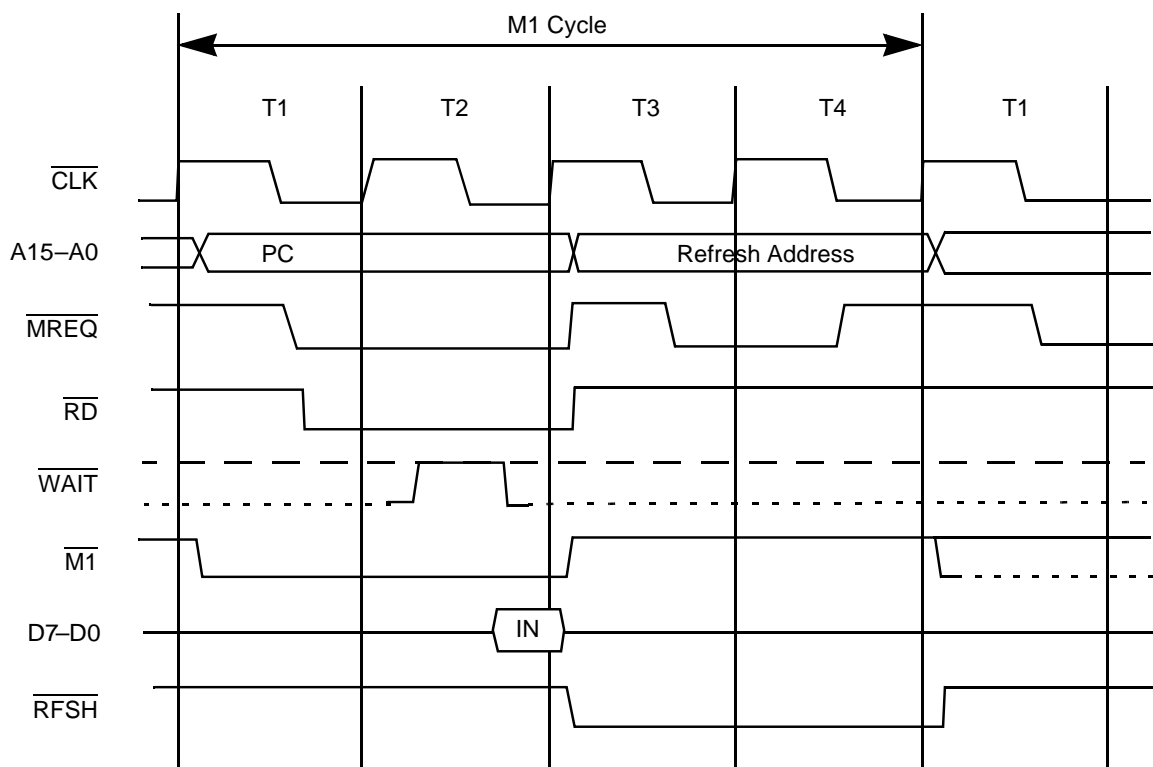 M1 Cycle
T1 T2 T3 T4 T1
CLK
A15–A0 PC Refresh Address
MREQ
RD
WAIT
M1
D7–D0 IN
RFSH